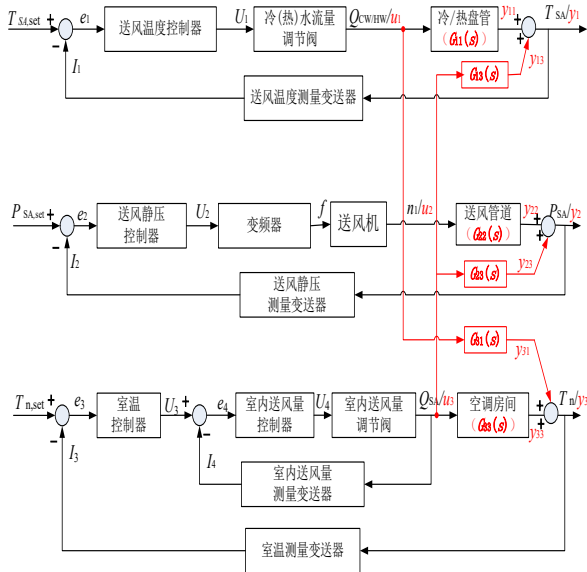 T SA,set + e1 送风温度控制器 U1 冷(热)水流量 调节阀 QCW/HW/u1 冷/热盘管 (G11(s)) y11 + T SA/y1
− I1 + y13 G13(s)
送风温度测量变送器
P SA,set + e2 送风静压 控制器 U2 变频器 f 送风机 n1/u2 送风管道 (G22(s)) y22 + PSA/y2
− I2 + y23 G23(s)
送风静压
测量变送器
G31(s)
y31
T n,set + e3 室温 控制器 U3 + e4 室内送风量 控制器 U4 室内送风量 调节阀 QSA/u3 空调房间 (G33(s)) y33 + + T n/y3
− I3 − I4
室内送风量
测量变送器
室温测量变送器